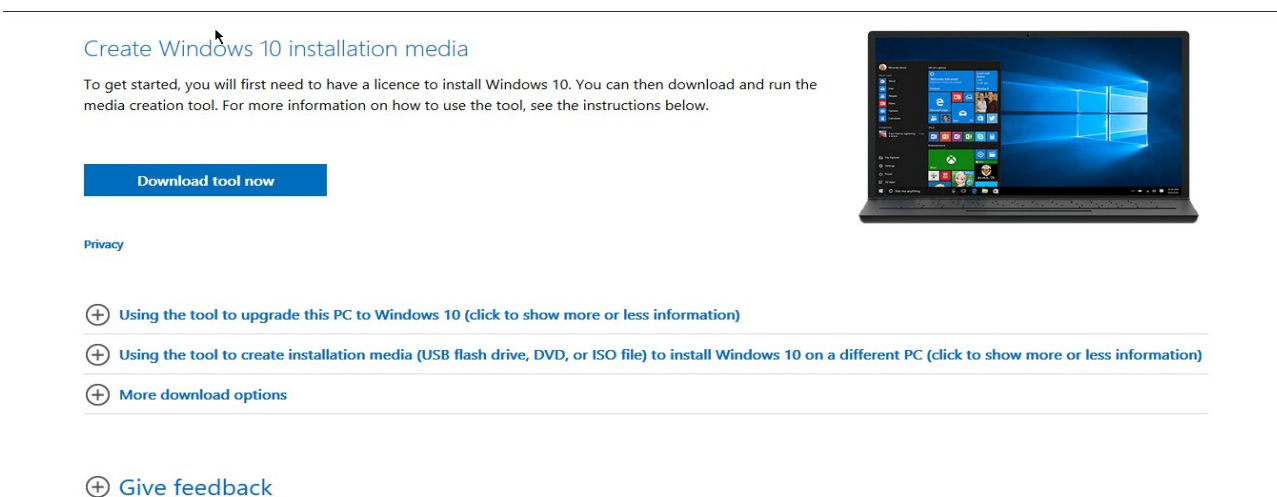 Create Windows 10 installation media
To get started, you will first need to have a licence to install Windows 10. You can then download and run the
media creation tool. For more information on how to use the tool, see the instructions below.
Download tool now
Privacy
Using the tool to upgrade this PC to Windows 10 (click to show more or less information)
Using the tool to create installation media (USB flash drive, DVD, or ISO file) to install Windows 10 on a different PC (click to show more or less information)
More download options
Give feedback